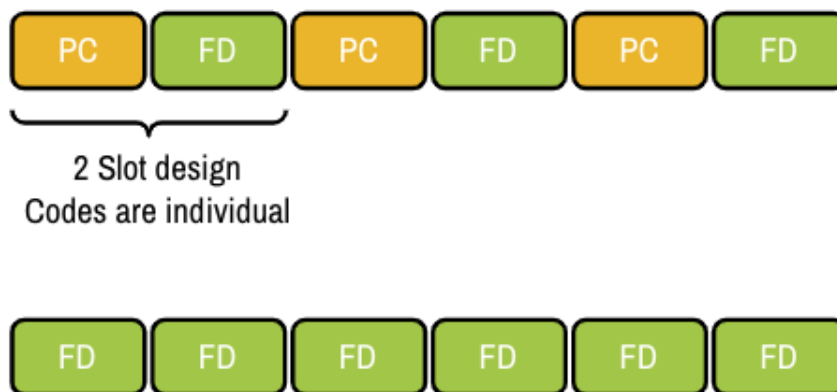 PC FD PC FD PC FD
2 Slot design
Codes are individual
FD FD FD FD FD FD